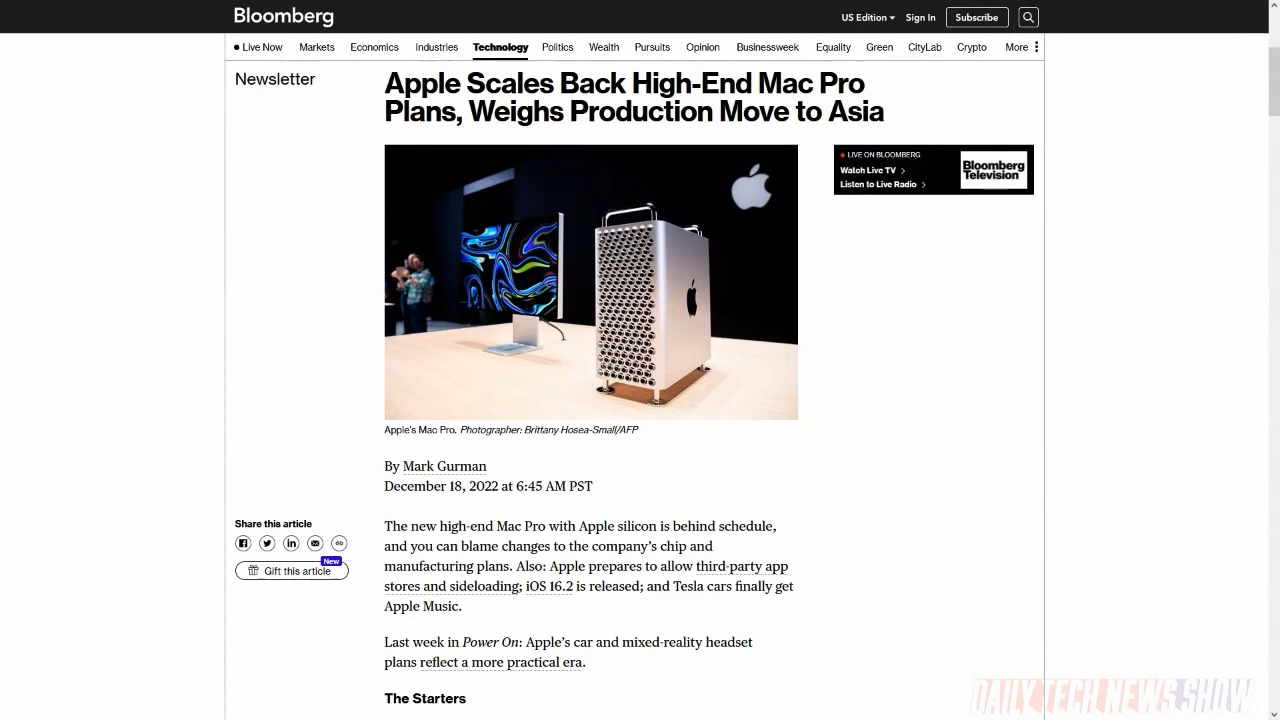 Bloomberg
US Edition
Sign In
Subscribe
Live Now
Markets
Economics
Industries
Technology
Politics
Wealth
Pursuits
Opinion
Businessweek
Equality
Green
CityLab
Crypto
More
Newsletter
Apple Scales Back High-End Mac Pro
Plans, Weighs Production Move to Asia
LIVE ON BLOOMBERG
Watch Live TV
Listen to Live Radio
Bloomberg
Television
Apple's Mac Pro. Photographer: Brittany Hosea-Small/AFP
By Mark Gurman
December 18, 2022 at 6:45 AM PST
Share this article
New
Gift this article
The new high-end Mac Pro with Apple silicon is behind schedule,
and you can blame changes to the company's chip and
manufacturing plans. Also: Apple prepares to allow third-party app
stores and sideloading; iOS 16.2 is released; and Tesla cars finally get
Apple Music.
Last week in Power On: Apple's car and mixed-reality headset
plans reflect a more practical era.
The Starters
DAILY TECH NEWS SHOW